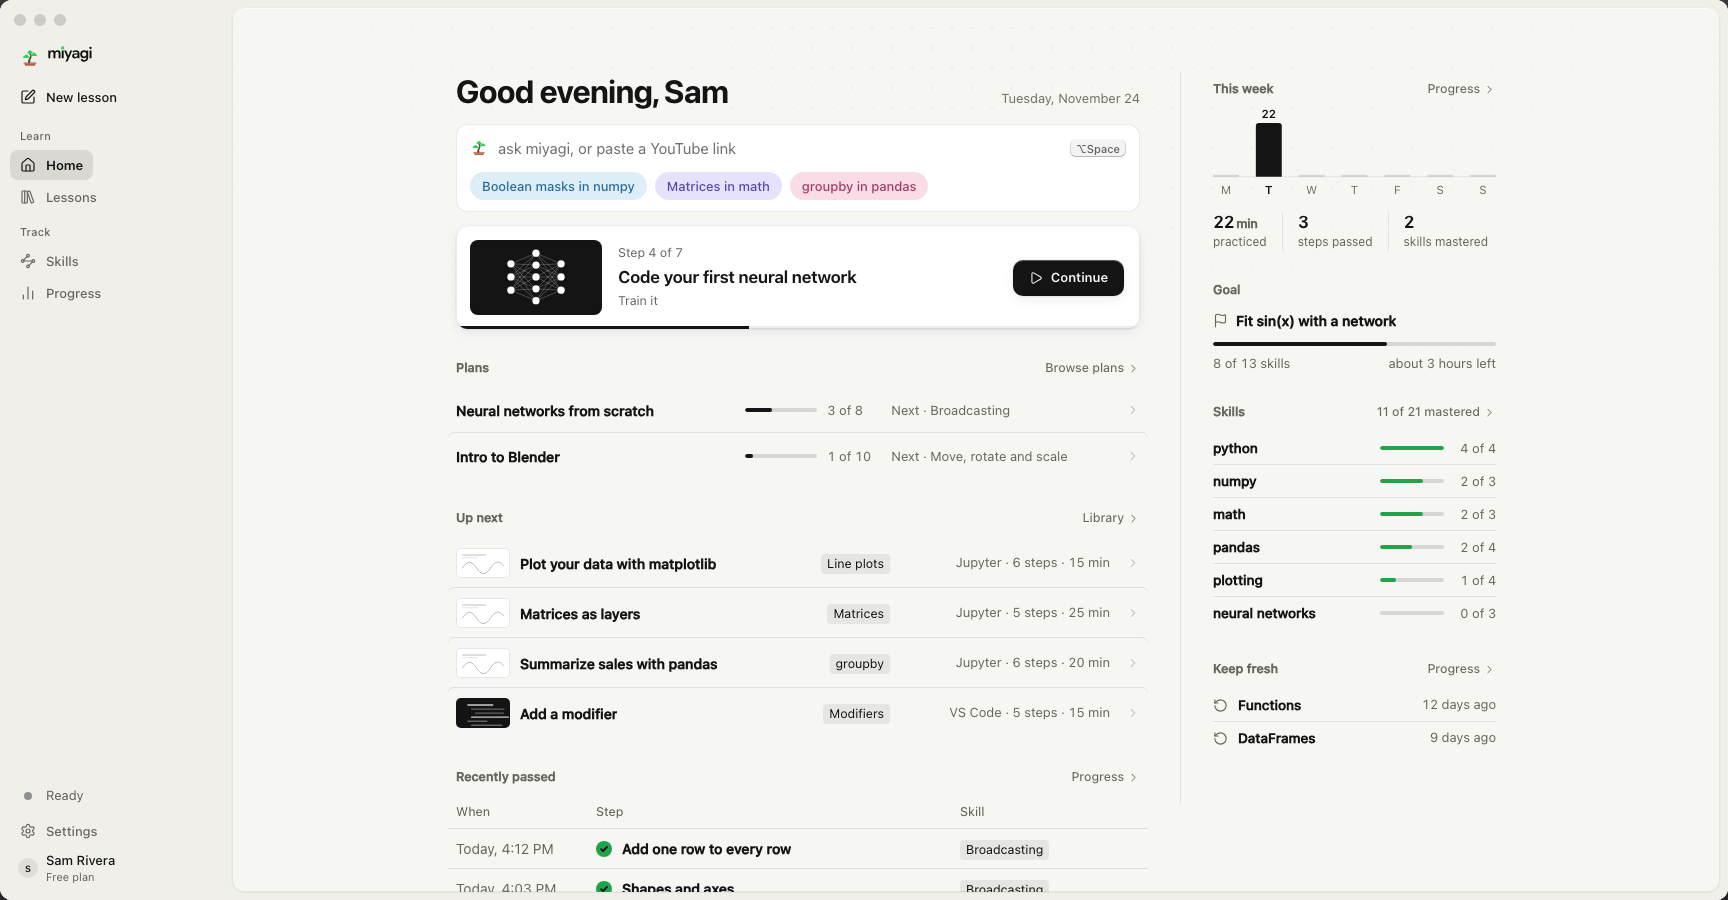 miyagi
New lesson
Learn
Home
Lessons
Track
Skills
Progress
Ready
Settings
S
Sam Rivera
Free plan
Good evening, Sam
Tuesday, November 24
ask miyagi, or paste a YouTube link
⌥Space
Boolean masks in numpy
Matrices in math
groupby in pandas
Step 4 of 7
Code your first neural network
Train it
Continue
Plans
Browse plans
Neural networks from scratch
3 of 8
Next · Broadcasting
Intro to Blender
1 of 10
Next · Move, rotate and scale
Up next
Library
Plot your data with matplotlib
Line plots
Jupyter · 6 steps · 15 min
Matrices as layers
Matrices
Jupyter · 5 steps · 25 min
Summarize sales with pandas
groupby
Jupyter · 6 steps · 20 min
Add a modifier
Modifiers
VS Code · 5 steps · 15 min
Recently passed
Progress
When Step Skill
Today, 4:12 PM Add one row to every row Broadcasting
Today, 4:03 PM Shapes and axes Broadcasting
This week
Progress
22
M T W T F S S
22 min
practiced
3
steps passed
2
skills mastered
Goal
Fit sin(x) with a network
8 of 13 skills
about 3 hours left
Skills
11 of 21 mastered
python 4 of 4
numpy 2 of 3
math 2 of 3
pandas 2 of 4
plotting 1 of 4
neural networks 0 of 3
Keep fresh
Progress
Functions 12 days ago
DataFrames 9 days ago